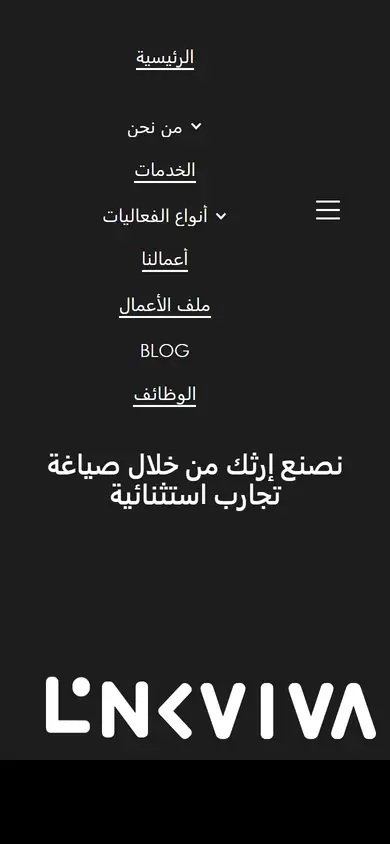 الرئيسية
من نحن
الخدمات
أنواع الفعاليات
أعمالنا
ملف الأعمال
BLOG
الوظائف
نصنع إرثك من خلال صياغة
تجارب استثنائية
LINKVIVA